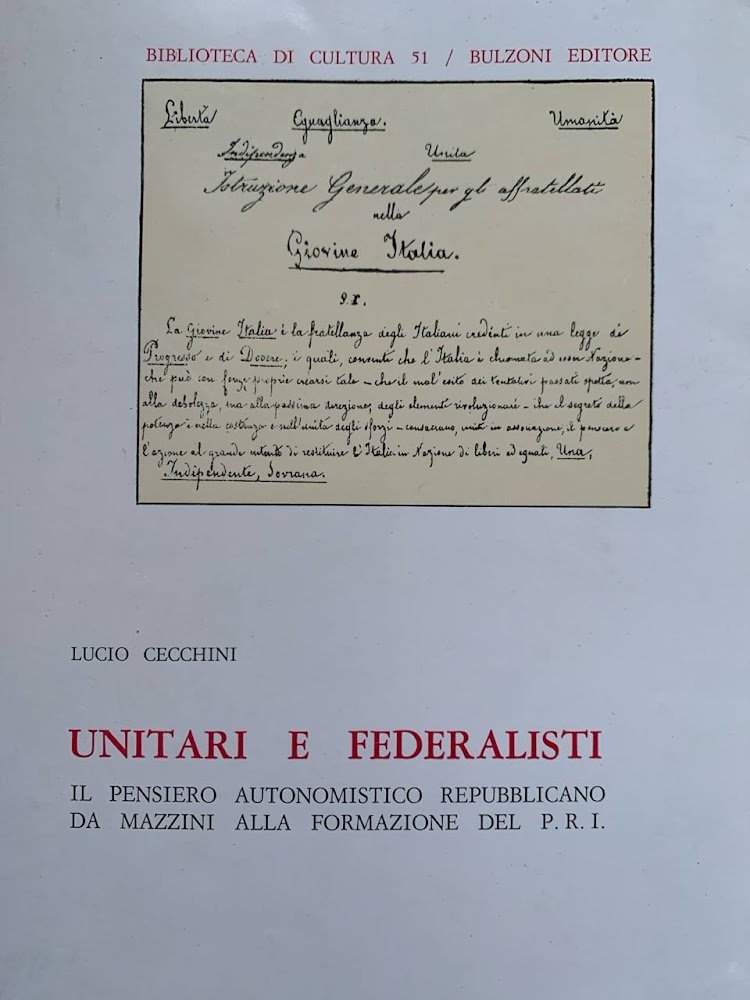 BIBLIOTECA DI CULTURA 51 / BULZONI EDITORE
Libertà Eguaglianza. Umanità
Indipendenza Unita
Istruzione Generale per gli affratellati
nella
Giovine Italia.
§.I.
La Giovine Italia è la fratellanza degli Italiani credenti in una legge di
Progresso e di Dovere; i quali, convinti che l'Italia è chiamata ad esser Nazione –
che può con forze proprie crearsi tale – che il mal'esito dei tentativi passati spetta, non
alla debolezza, ma alla pessima direzione, degli elementi rivoluzionari – che il segreto della
potenza è nella costanza e nell'unità degli sforzi – consacrano, uniti in associazione, il pensiero e
l'azione al grande intento di restituire l'Italia in Nazione di liberi ed eguali, Una,
Indipendente, Sovrana.
LUCIO CECCHINI
UNITARI E FEDERALISTI
IL PENSIERO AUTONOMISTICO REPUBBLICANO
DA MAZZINI ALLA FORMAZIONE DEL P. R. I.